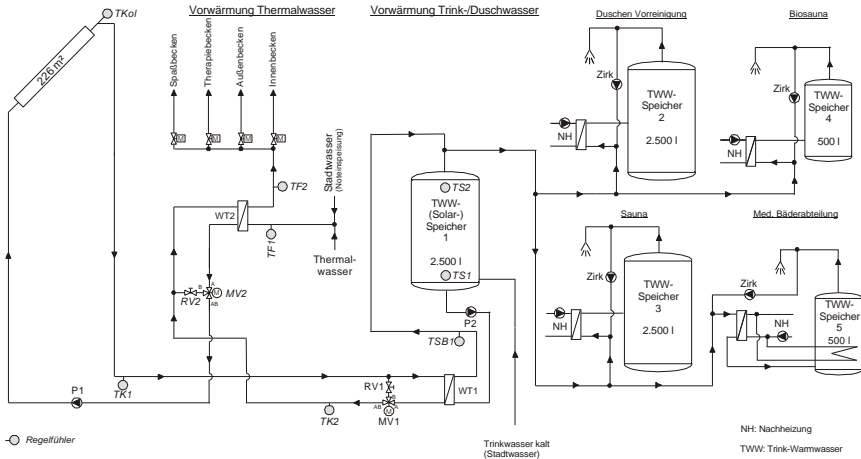 TKol
Vorwärmung Thermalwasser
Vorwärmung Trink-/Duschwasser
Duschen Vorreinigung
Biosauna
226 m²
Spaßbecken
Therapiebecken
Außenbecken
Innenbecken
M
M
M
M
Stadtwasser
(Noteinspeisung)
TF2
WT2
TF1
Thermal-
wasser
B
A
RV2
M
MV2
AB
TS2
TWW-
(Solar-)
Speicher
1
2.500 l
TS1
P2
TSB1
Zirk
NH
TWW-
Speicher
2
2.500 l
Zirk
NH
TWW-
Speicher
4
500 l
Sauna
Med. Bäderabteilung
Zirk
NH
TWW-
Speicher
3
2.500 l
Zirk
NH
TWW-
Speicher
5
500 l
P1
TK1
TK2
RV1
B
AB
A
M
MV1
WT1
Trinkwasser kalt
(Stadtwasser)
Regelfühler
NH: Nachheizung
TWW: Trink-Warmwasser